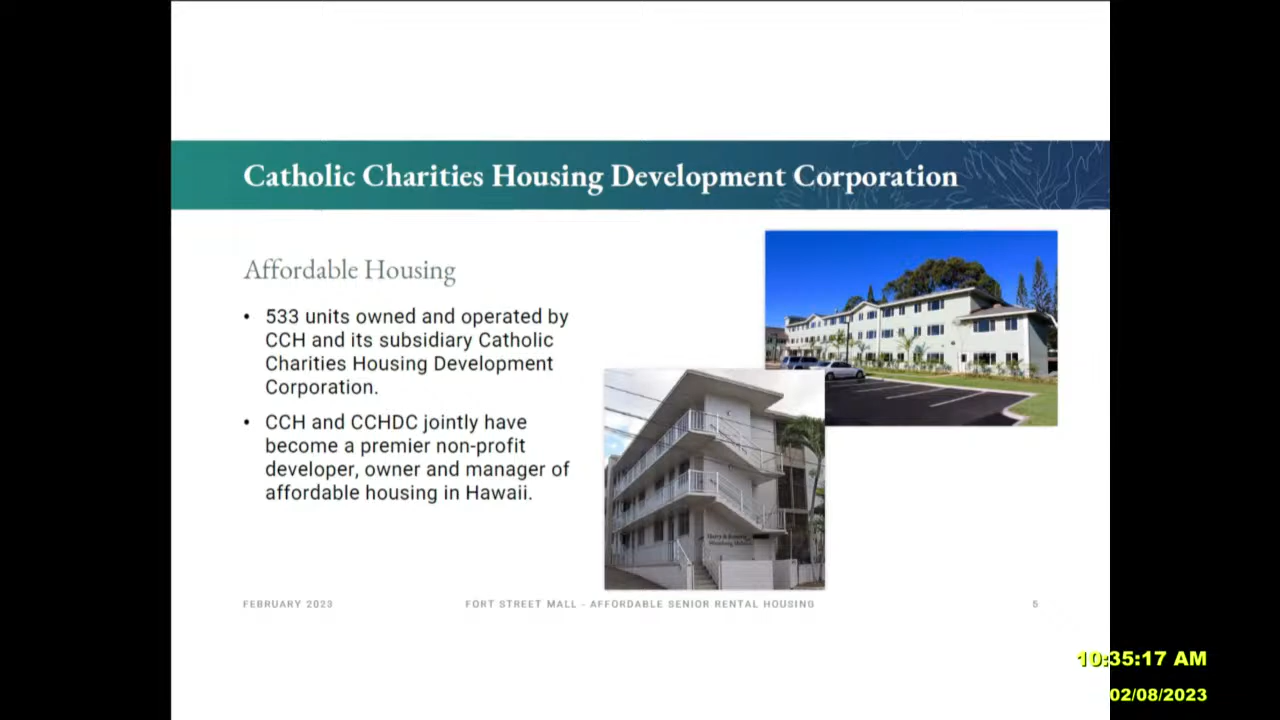 Catholic Charities Housing Development Corporation
Affordable Housing
• 533 units owned and operated by
CCH and its subsidiary Catholic
Charities Housing Development
Corporation.
• CCH and CCHDC jointly have
become a premier non-profit
developer, owner and manager of
affordable housing in Hawaii.
FEBRUARY 2023
FORT STREET MALL - AFFORDABLE SENIOR RENTAL HOUSING
5
10:35:17 AM
02/08/2023